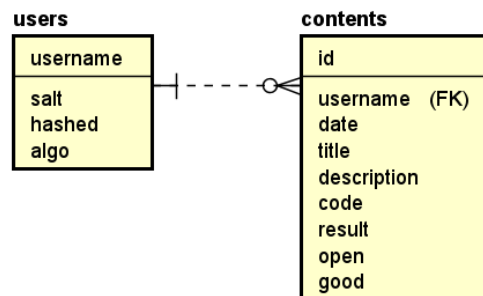 users
username
salt
hashed
algo
contents
id
username (FK)
date
title
description
code
result
open
good